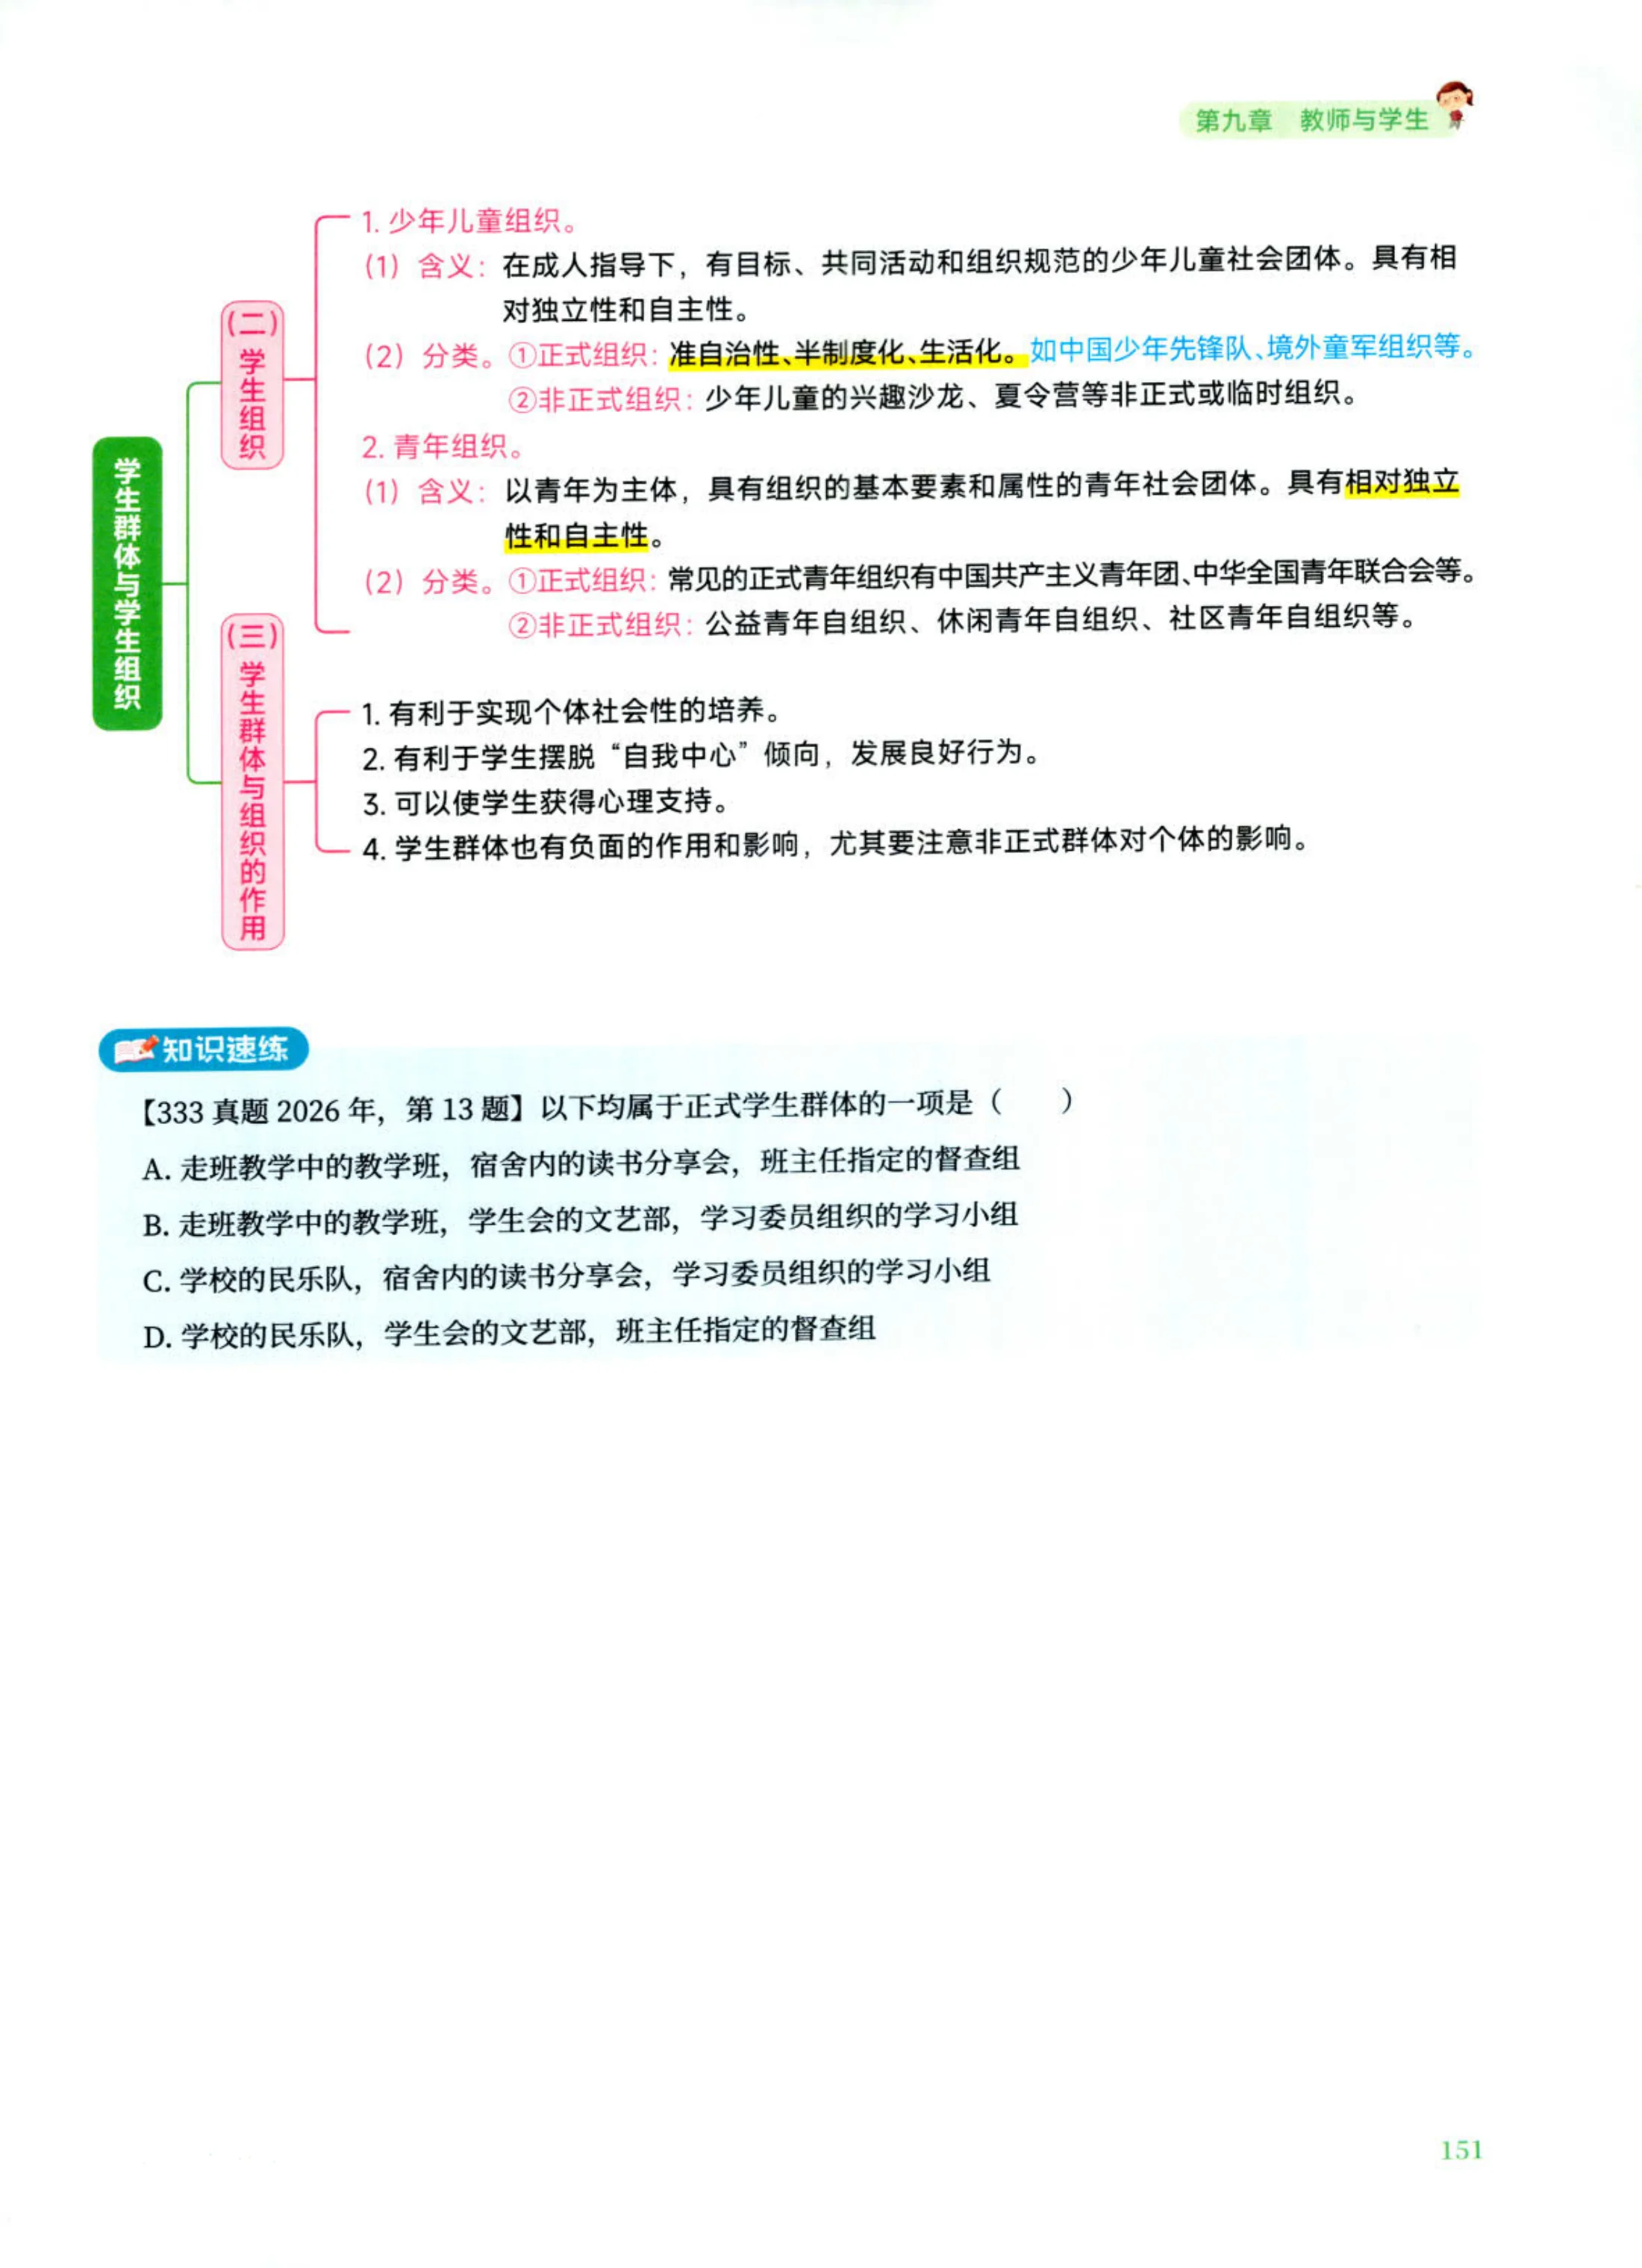 第九章 教师与学生
学生群体与学生组织
(二)学生组织
1. 少年儿童组织。
(1) 含义：在成人指导下，有目标、共同活动和组织规范的少年儿童社会团体。具有相
对独立性和自主性。
(2) 分类。①正式组织：准自治性、半制度化、生活化。如中国少年先锋队、境外童军组织等。
②非正式组织：少年儿童的兴趣沙龙、夏令营等非正式或临时组织。
2. 青年组织。
(1) 含义：以青年为主体，具有组织的基本要素和属性的青年社会团体。具有相对独立
性和自主性。
(2) 分类。①正式组织：常见的正式青年组织有中国共产主义青年团、中华全国青年联合会等。
②非正式组织：公益青年自组织、休闲青年自组织、社区青年自组织等。
(三)学生群体与组织的作用
1. 有利于实现个体社会性的培养。
2. 有利于学生摆脱“自我中心”倾向，发展良好行为。
3. 可以使学生获得心理支持。
4. 学生群体也有负面的作用和影响，尤其要注意非正式群体对个体的影响。
知识速练
【333 真题 2026 年，第 13 题】以下均属于正式学生群体的一项是（　　）
A. 走班教学中的教学班，宿舍内的读书分享会，班主任指定的督查组
B. 走班教学中的教学班，学生会的文艺部，学习委员组织的学习小组
C. 学校的民乐队，宿舍内的读书分享会，学习委员组织的学习小组
D. 学校的民乐队，学生会的文艺部，班主任指定的督查组
151